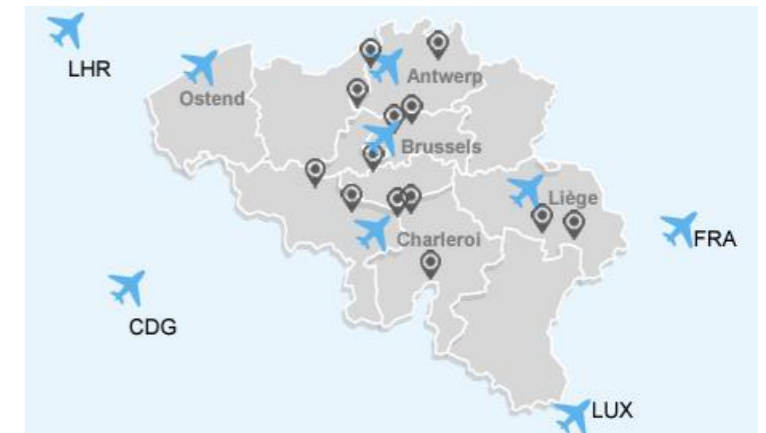 LHR
Ostend
Antwerp
Brussels
Liège
Charleroi
FRA
CDG
LUX